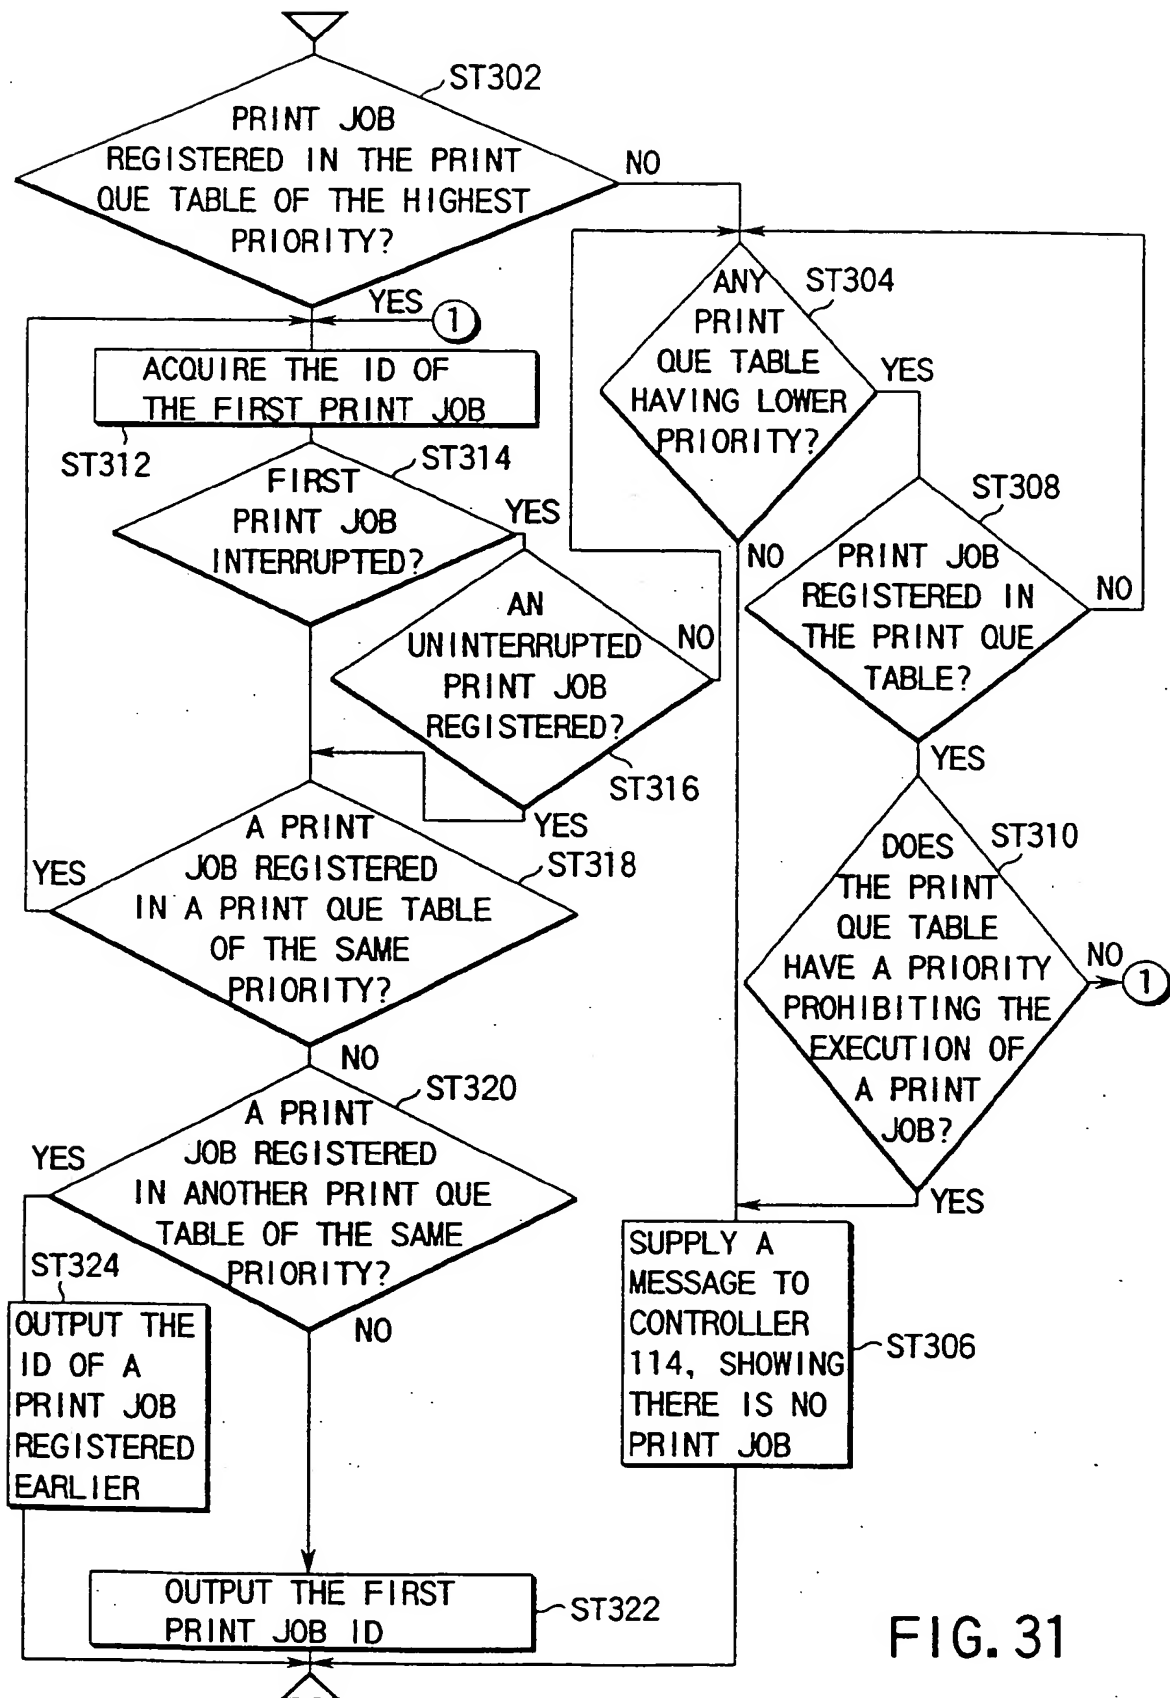 ST302
PRINT JOB
REGISTERED IN THE PRINT
QUE TABLE OF THE HIGHEST
PRIORITY?
NO
YES
1
ACQUIRE THE ID OF
THE FIRST PRINT JOB
ST312
ST314
FIRST
PRINT JOB
INTERRUPTED?
YES
AN
UNINTERRUPTED
PRINT JOB
REGISTERED?
NO
ST316
YES
A PRINT
JOB REGISTERED
IN A PRINT QUE TABLE
OF THE SAME
PRIORITY?
YES
ST318
NO
ST320
A PRINT
JOB REGISTERED
IN ANOTHER PRINT QUE
TABLE OF THE SAME
PRIORITY?
YES
NO
ST324
OUTPUT THE
ID OF A
PRINT JOB
REGISTERED
EARLIER
OUTPUT THE FIRST
PRINT JOB ID
ST322
ANY
PRINT
QUE TABLE
HAVING LOWER
PRIORITY?
ST304
YES
NO
ST308
PRINT JOB
REGISTERED IN
THE PRINT QUE
TABLE?
NO
YES
ST310
DOES
THE PRINT
QUE TABLE
HAVE A PRIORITY
PROHIBITING THE
EXECUTION OF
A PRINT
JOB?
NO
1
YES
SUPPLY A
MESSAGE TO
CONTROLLER
114, SHOWING
THERE IS NO
PRINT JOB
ST306
FIG. 31